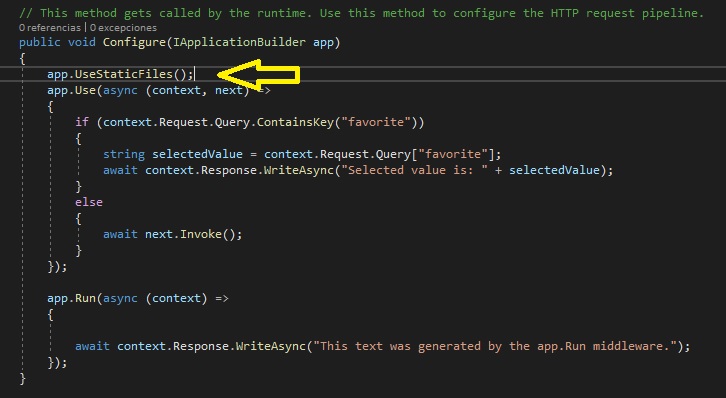 // This method gets called by the runtime. Use this method to configure the HTTP request pipeline.
0 referencias | 0 excepciones
public void Configure(IApplicationBuilder app)
{
app.UseStaticFiles();
app.Use(async (context, next) =>
{
if (context.Request.Query.ContainsKey("favorite"))
{
string selectedValue = context.Request.Query["favorite"];
await context.Response.WriteAsync("Selected value is: " + selectedValue);
}
else
{
await next.Invoke();
}
});
app.Run(async (context) =>
{
await context.Response.WriteAsync("This text was generated by the app.Run middleware.");
});
}